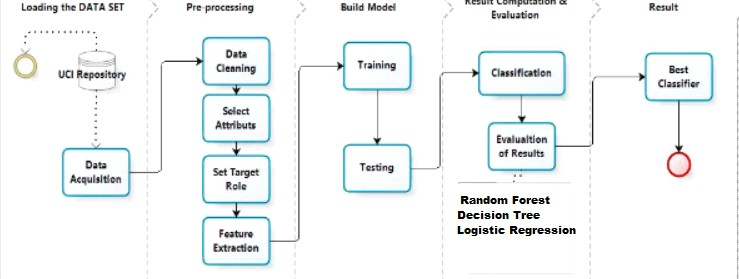 Loading the DATA SET
Pre-processing
Build Model
Result Computation &
Evaluation
Result
UCI Repository
Data
Acquisition
Data
Cleaning
Select
Attributs
Set Target
Role
Feature
Extraction
Training
Testing
Classification
Evaualtion
of Results
Random Forest
Decision Tree
Logistic Regression
Best
Classifier